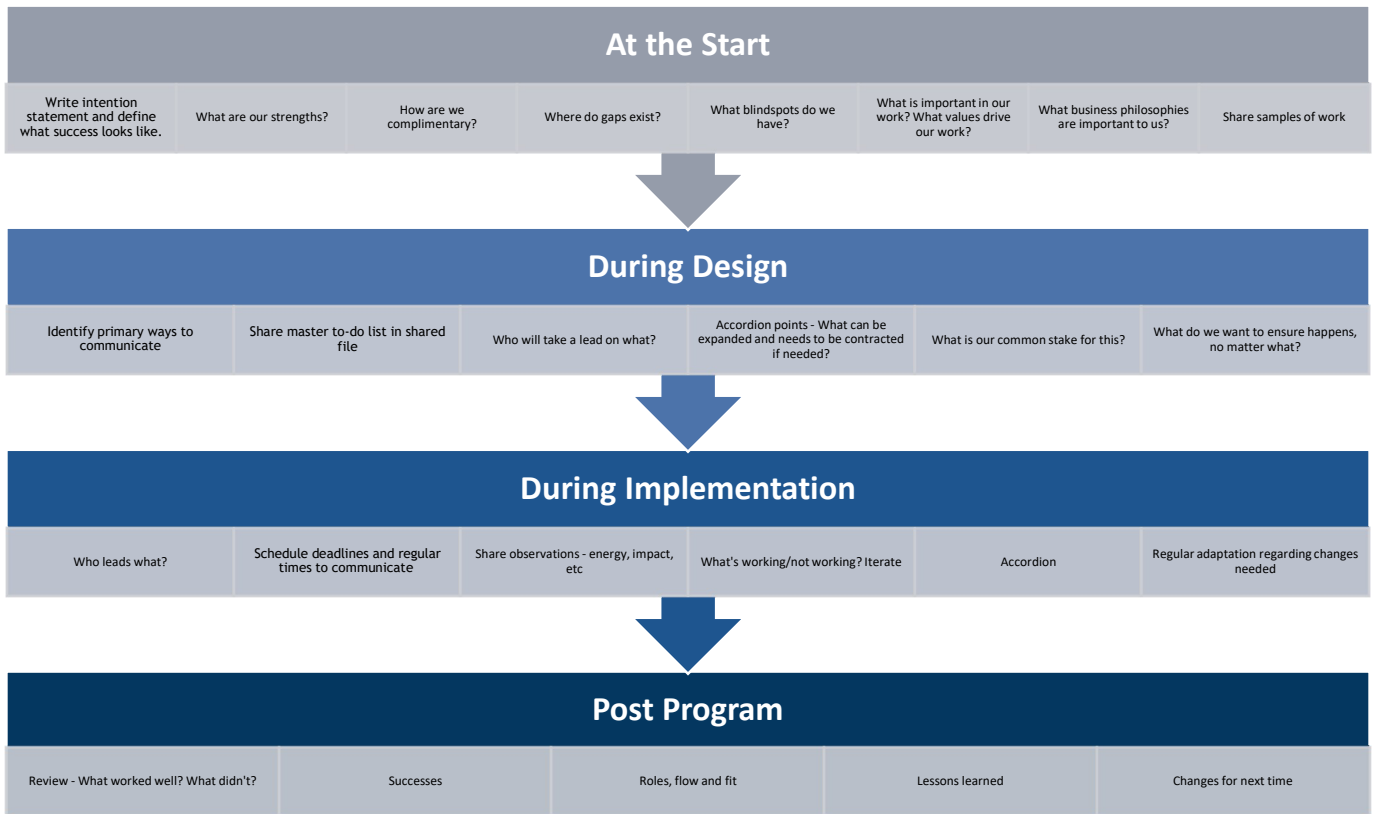 At the Start
Write intention
statement and define
what success looks like.
What are our strengths?
How are we
complimentary?
Where do gaps exist?
What blindspots do we
have?
What is important in our
work? What values drive
our work?
What business philosophies
are important to us?
Share samples of work
During Design
Identify primary ways to
communicate
Share master to-do list in shared
file
Who will take a lead on what?
Accordion points - What can be
expanded and needs to be contracted
if needed?
What is our common stake for this?
What do we want to ensure happens,
no matter what?
During Implementation
Who leads what?
Schedule deadlines and regular
times to communicate
Share observations - energy, impact,
etc
What's working/not working? Iterate
Accordion
Regular adaptation regarding changes
needed
Post Program
Review - What worked well? What didn't?
Successes
Roles, flow and fit
Lessons learned
Changes for next time